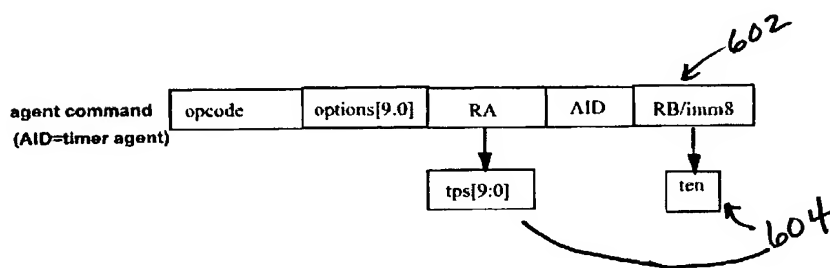 602
agent command
(AID=timer agent)
opcode options[9.0] RA AID RB/imm8
tps[9:0] ten
604